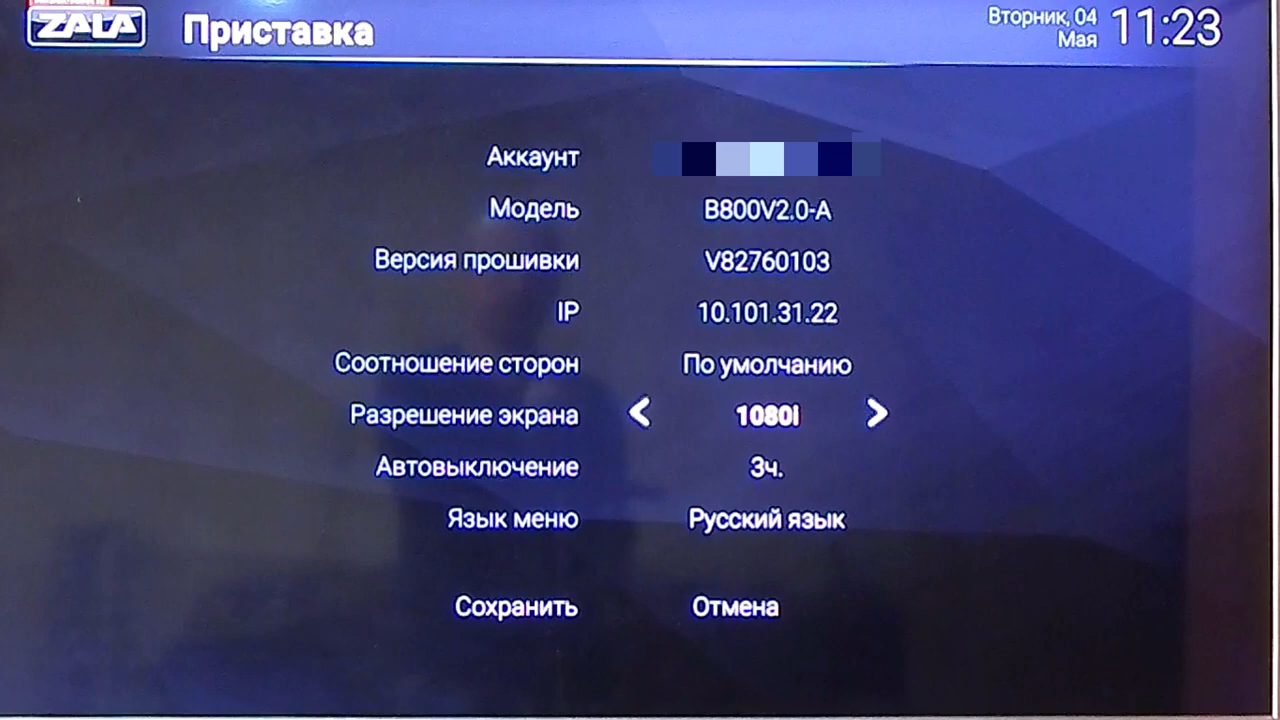 ZALA
Приставка
Вторник, 04
Мая
11:23
Аккаунт
Модель B800V2.0-A
Версия прошивки V82760103
IP 10.101.31.22
Соотношение сторон По умолчанию
Разрешение экрана 1080i
Автовыключение 3ч.
Язык меню Русский язык
Сохранить Отмена